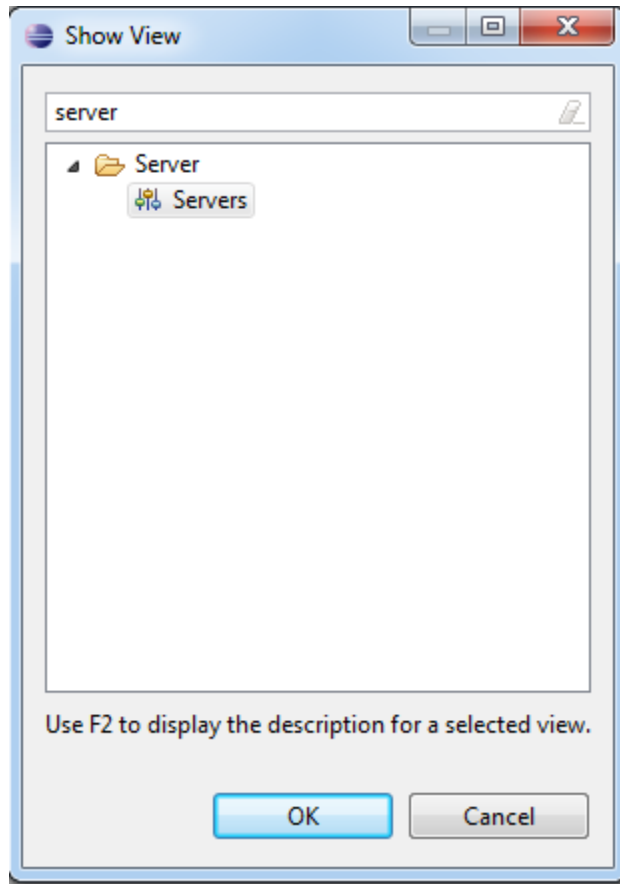 Show View
server
Server
Servers
Use F2 to display the description for a selected view.
OK Cancel